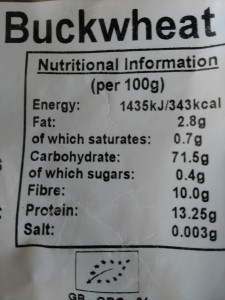 Buckwheat
Nutritional Information
(per 100g)
Energy: 1435kJ/343kcal
Fat: 2.8g
of which saturates: 0.7g
Carbohydrate: 71.5g
of which sugars: 0.4g
Fibre: 10.0g
Protein: 13.25g
Salt: 0.003g